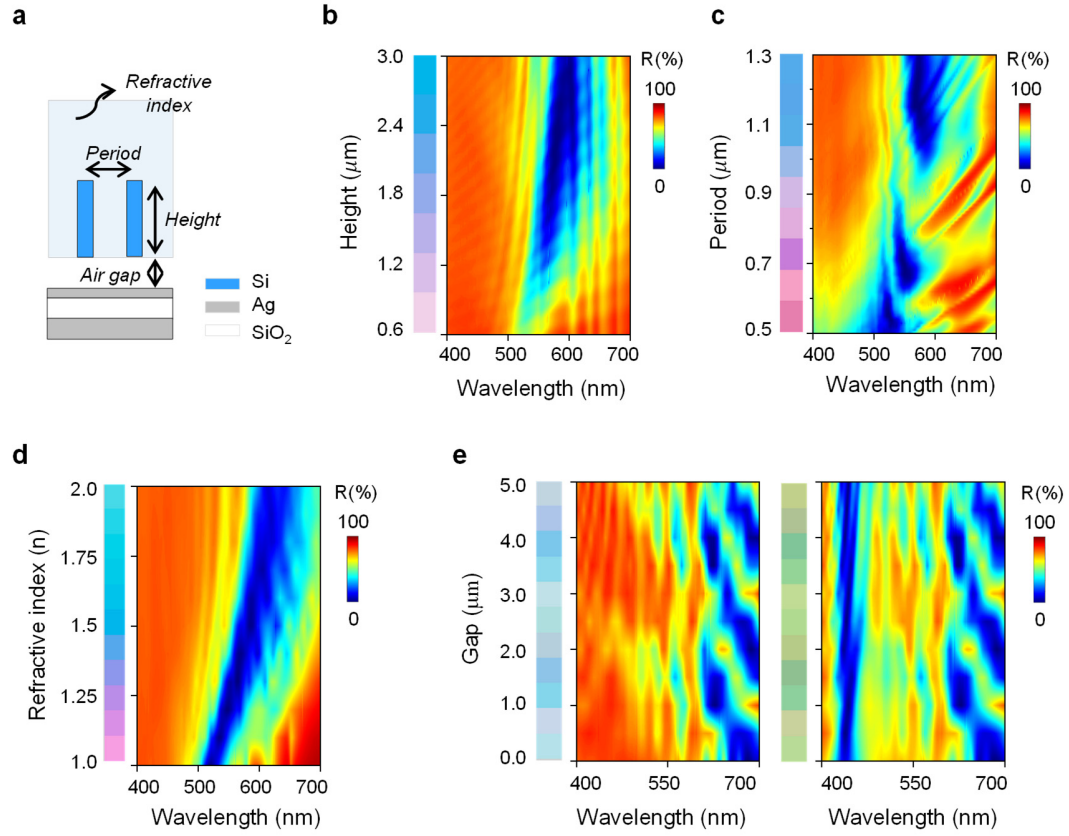 a
Refractive
index
Period
Height
Air gap
Si
Ag
SiO2
b
R(%)
100
0
3.0
2.4
1.8
1.2
0.6
Height (μm)
400 500 600 700
Wavelength (nm)
c
R(%)
100
0
1.3
1.1
0.9
0.7
0.5
Period (μm)
400 500 600 700
Wavelength (nm)
d
R(%)
100
0
2.0
1.75
1.5
1.25
1.0
Refractive index (n)
400 500 600 700
Wavelength (nm)
e
5.0
4.0
3.0
2.0
1.0
0.0
Gap (μm)
400 550 700
Wavelength (nm)
400 550 700
Wavelength (nm)
R(%)
100
0